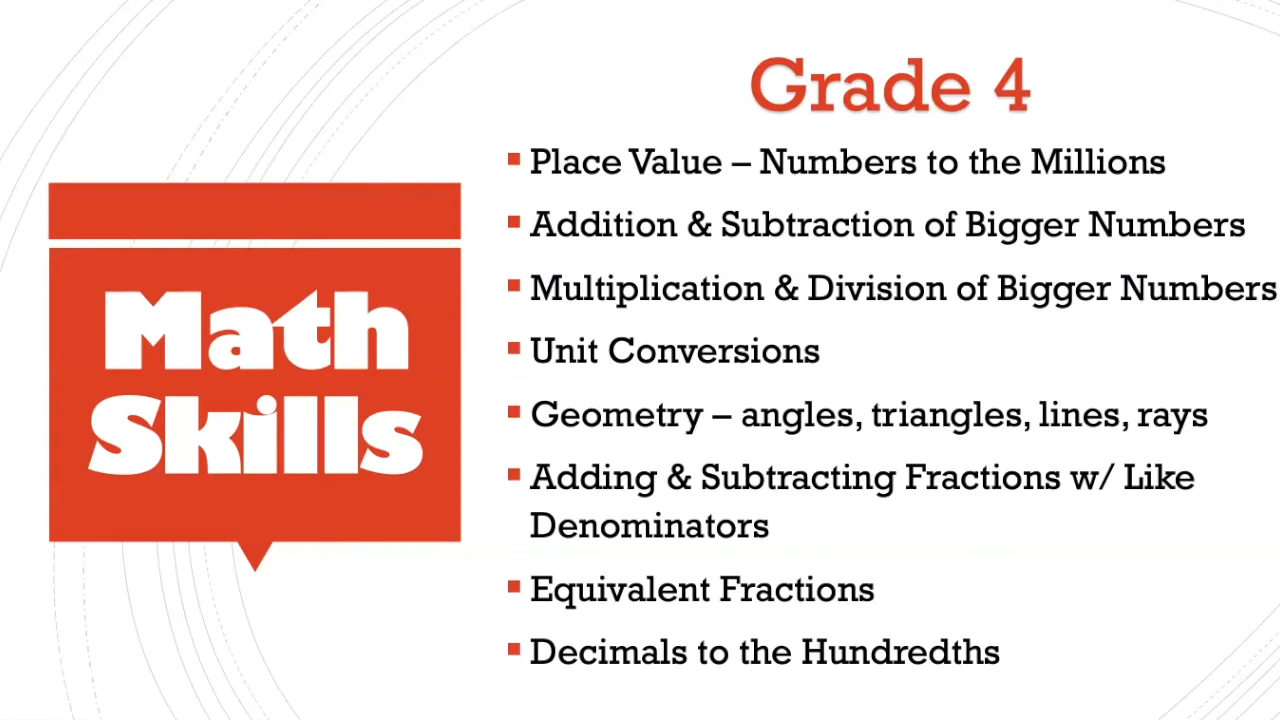 Math
Skills
Grade 4
▪ Place Value – Numbers to the Millions
▪ Addition & Subtraction of Bigger Numbers
▪ Multiplication & Division of Bigger Numbers
▪ Unit Conversions
▪ Geometry – angles, triangles, lines, rays
▪ Adding & Subtracting Fractions w/ Like
Denominators
▪ Equivalent Fractions
▪ Decimals to the Hundredths